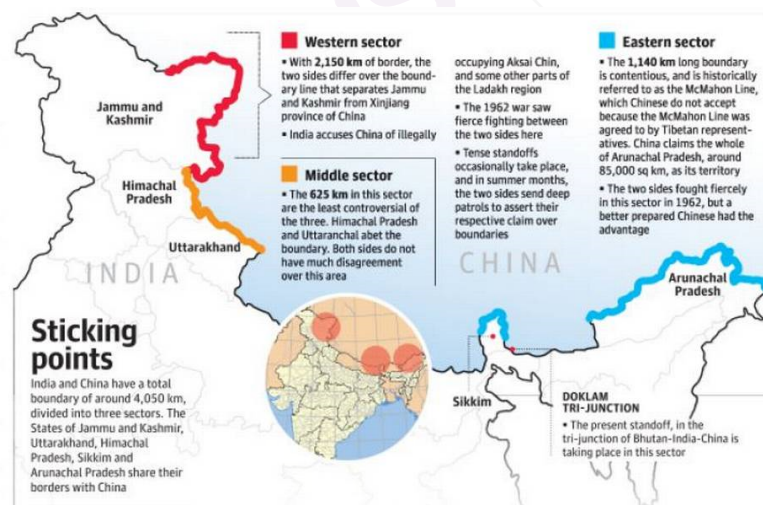 Western sector
▪ With 2,150 km of border, the
two sides differ over the bound-
ary line that separates Jammu
and Kashmir from Xinjiang
province of China
▪ India accuses China of illegally
occupying Aksai Chin,
and some other parts of
the Ladakh region
▪ The 1962 war saw
fierce fighting between
the two sides here
▪ Tense standoffs
occasionally take place,
and in summer months,
the two sides send deep
patrols to assert their
respective claim over
boundaries
Middle sector
▪ The 625 km in this sector
are the least controversial of
the three. Himachal Pradesh
and Uttaranchal abet the
boundary. Both sides do not
have much disagreement
over this area
Eastern sector
▪ The 1,140 km long boundary
is contentious, and is historically
referred to as the McMahon Line,
which Chinese do not accept
because the McMahon Line was
agreed to by Tibetan represent-
atives. China claims the whole
of Arunachal Pradesh, around
85,000 sq km, as its territory
▪ The two sides fought fiercely
in this sector in 1962, but a
better prepared Chinese had the
advantage
Jammu and
Kashmir
Himachal
Pradesh
Uttarakhand
INDIA
CHINA
Arunachal
Pradesh
Sikkim
Sticking
points
India and China have a total
boundary of around 4,050 km,
divided into three sectors. The
States of Jammu and Kashmir,
Uttarakhand, Himachal
Pradesh, Sikkim and
Arunachal Pradesh share their
borders with China
DOKLAM
TRI-JUNCTION
▪ The present standoff, in the
tri-junction of Bhutan-India-China is
taking place in this sector